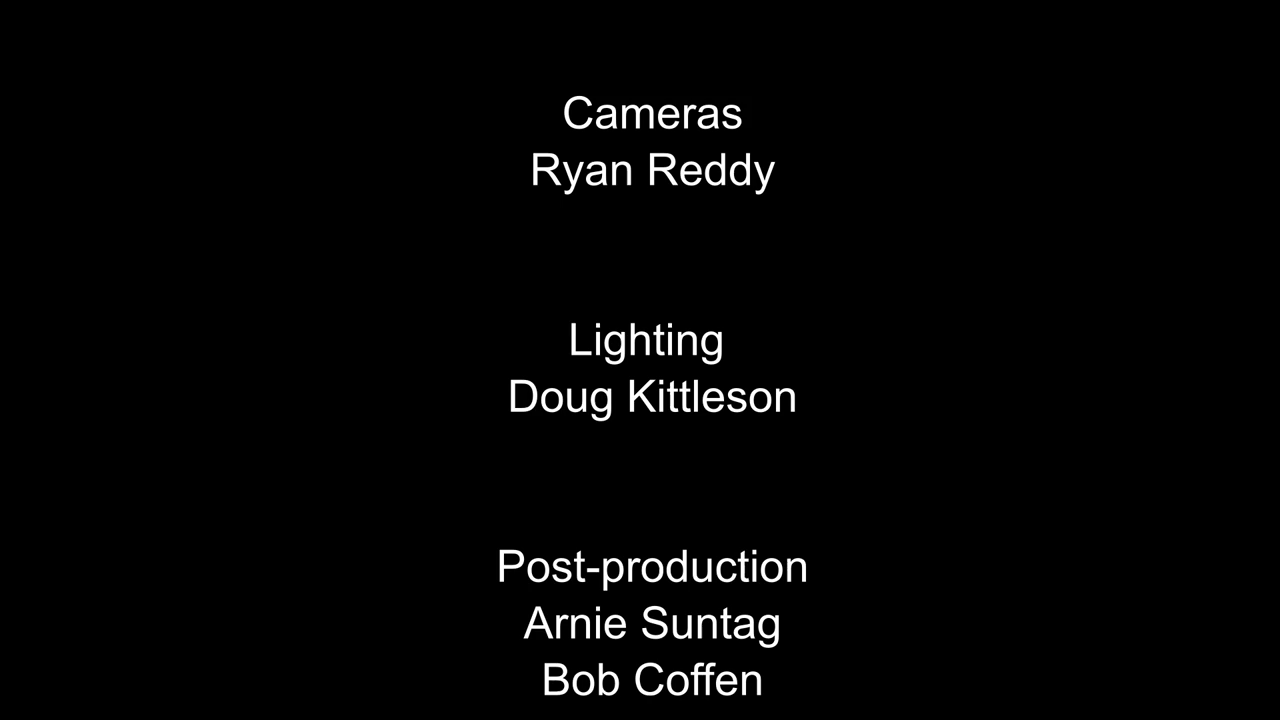 Cameras
Ryan Reddy
Lighting
Doug Kittleson
Post-production
Arnie Suntag
Bob Coffen